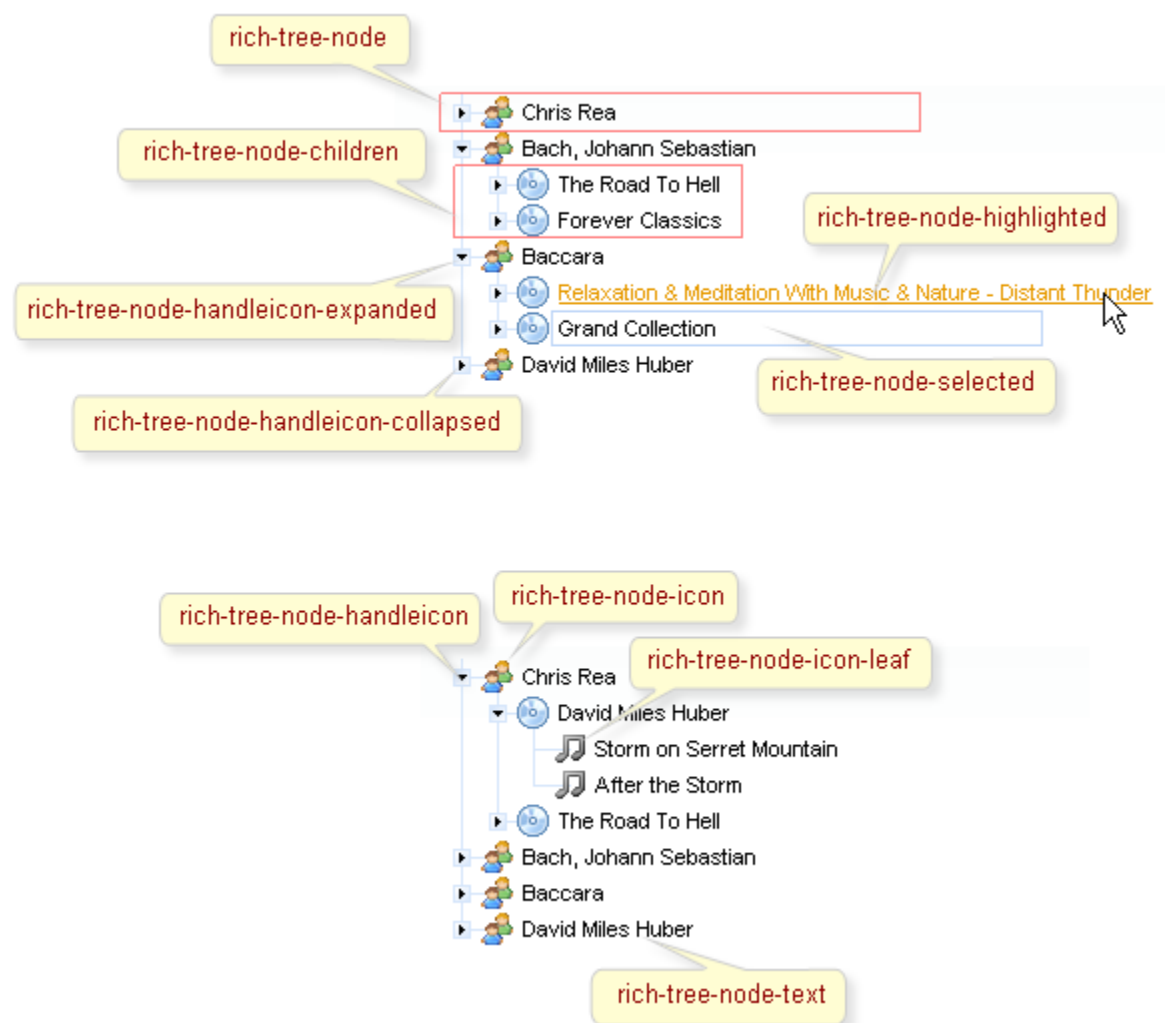 rich-tree-node
Chris Rea
rich-tree-node-children
Bach, Johann Sebastian
The Road To Hell
Forever Classics
rich-tree-node-highlighted
Baccara
rich-tree-node-handleicon-expanded
Relaxation & Meditation With Music & Nature - Distant Thunder
Grand Collection
David Miles Huber
rich-tree-node-selected
rich-tree-node-handleicon-collapsed
rich-tree-node-handleicon
rich-tree-node-icon
rich-tree-node-icon-leaf
Chris Rea
David Miles Huber
Storm on Serret Mountain
After the Storm
The Road To Hell
Bach, Johann Sebastian
Baccara
David Miles Huber
rich-tree-node-text